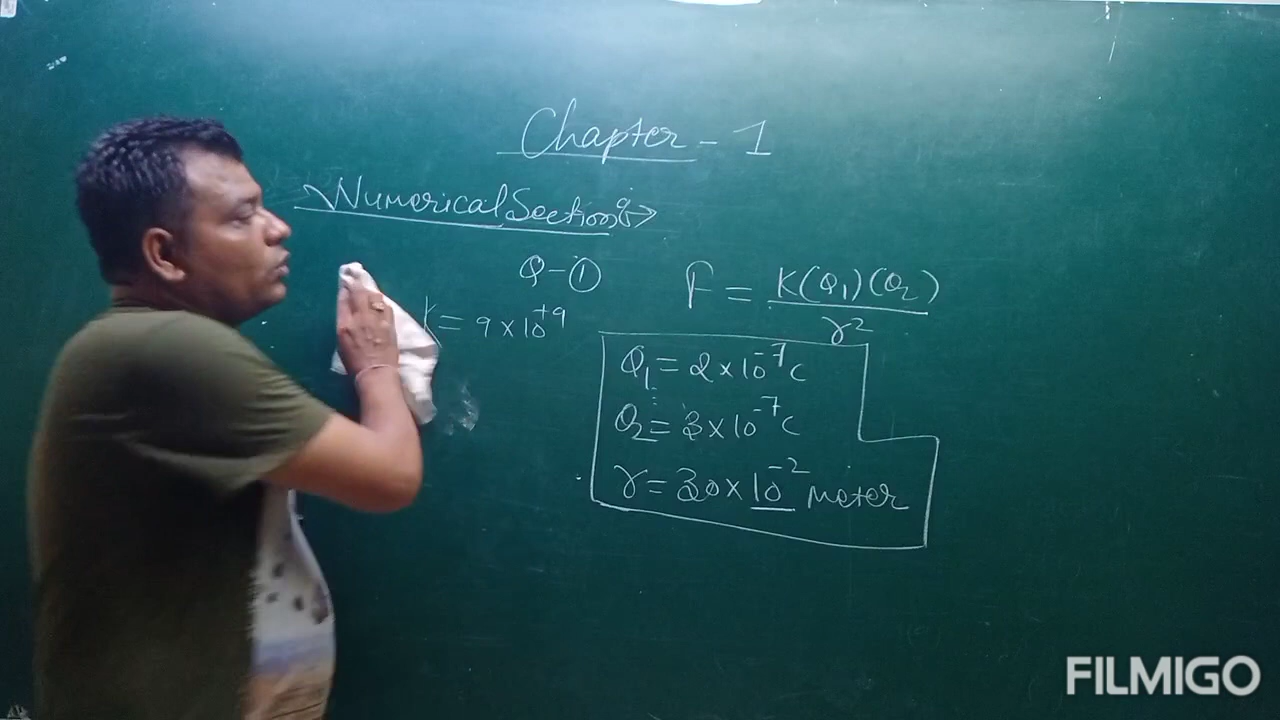 Chapter - 1
Numerical Section :->
Q-①
F = K(Q₁)(Q₂) / r²
K = 9 x 10⁺⁹
Q₁ = 2 x 10⁻⁷ C
Q₂ = 3 x 10⁻⁷ C
r = 30 x 10⁻² Meter
FILMIGO